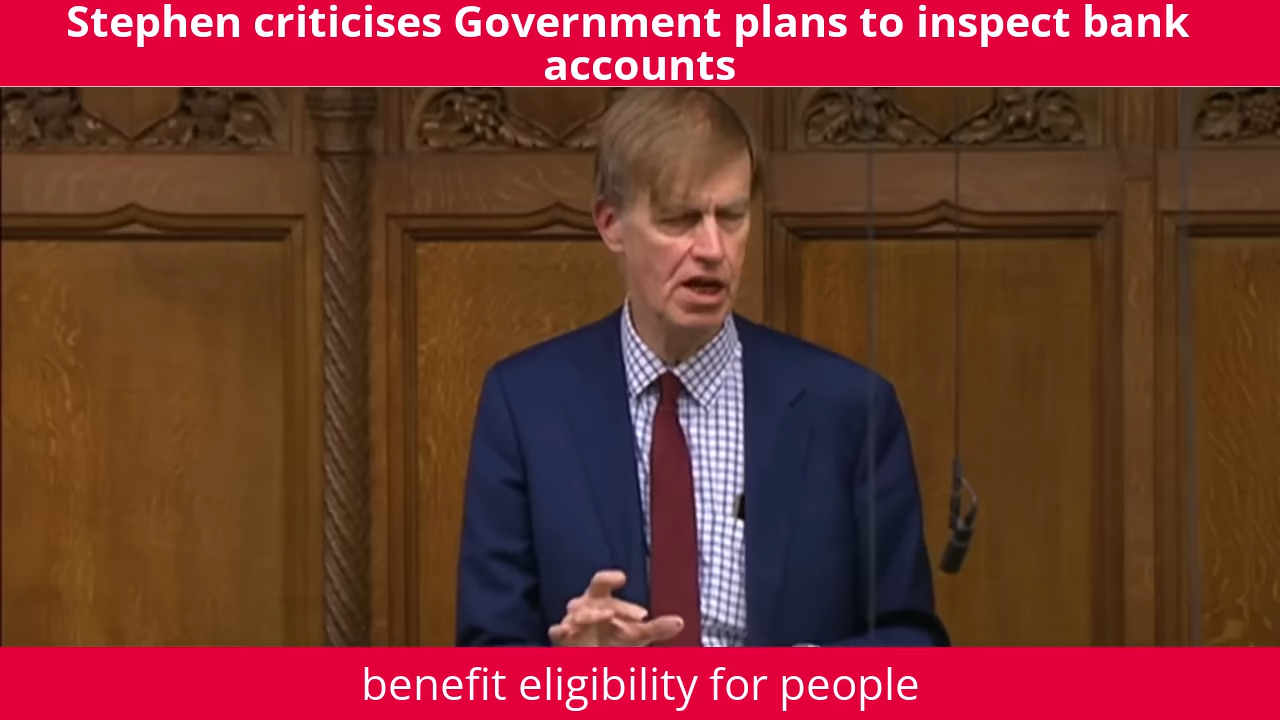 Stephen criticises Government plans to inspect bank
accounts
benefit eligibility for people